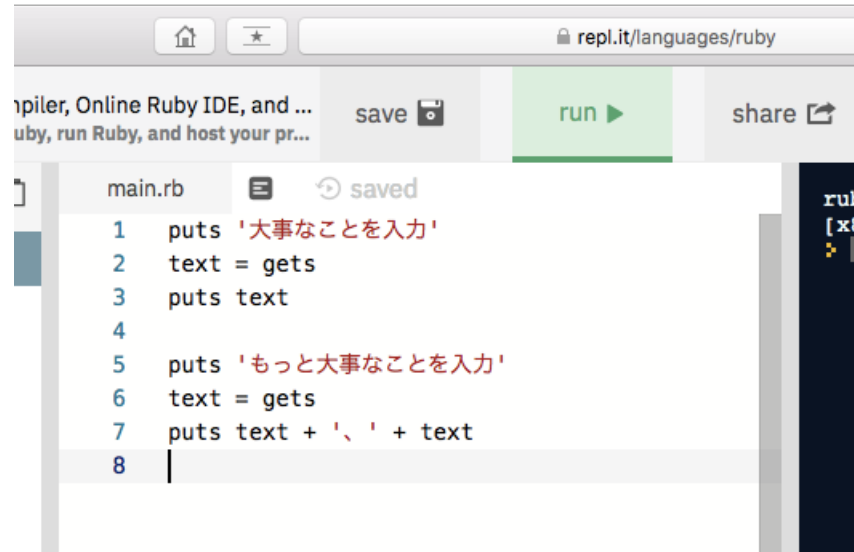 repl.it/languages/ruby
Online Ruby IDE, and ...
run Ruby, and host your pr...
save
run
share
main.rb
saved
1 puts '大事なことを入力'
2 text = gets
3 puts text
4
5 puts 'もっと大事なことを入力'
6 text = gets
7 puts text + '、' + text
8
>